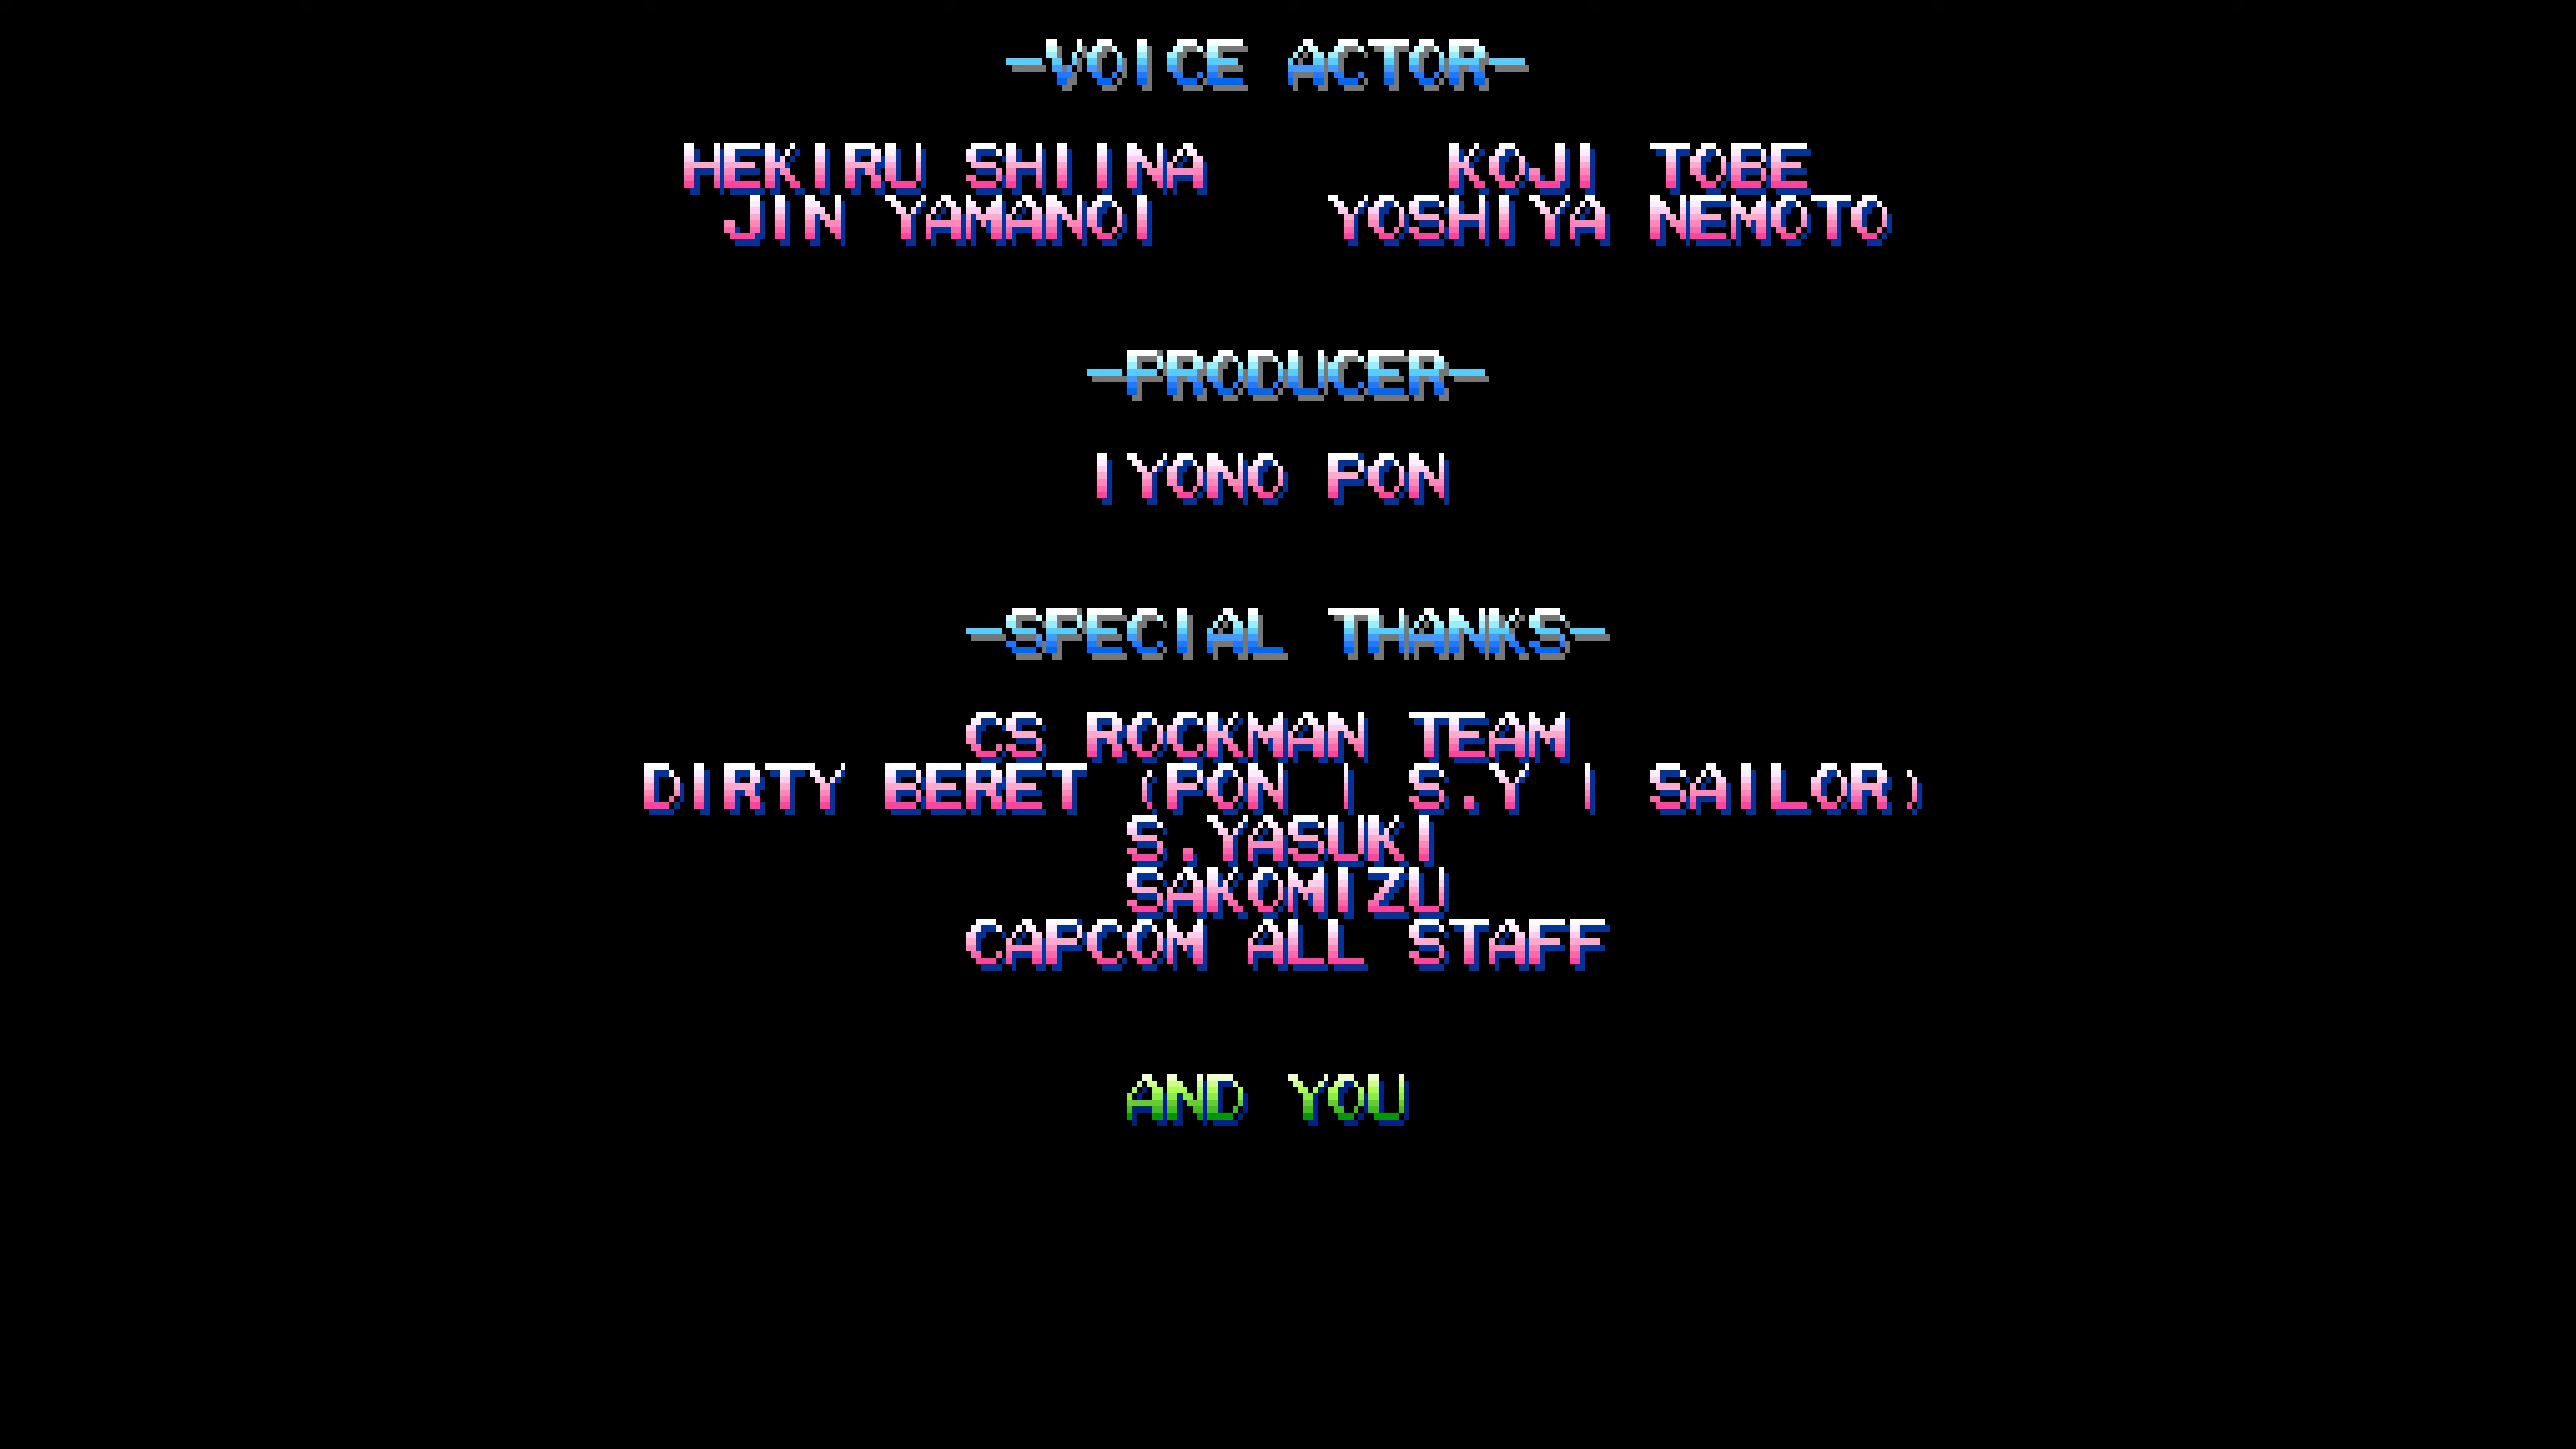 -VOICE ACTOR-
HEKIRU SHIINA KOJI TOBE
JIN YAMANOI YOSHIYA NEMOTO
-PRODUCER-
IYONO PON
-SPECIAL THANKS-
CS ROCKMAN TEAM
DIRTY BERET (PON | S.Y | SAILOR)
S.YASUKI
SAKOMIZU
CAPCOM ALL STAFF
AND YOU